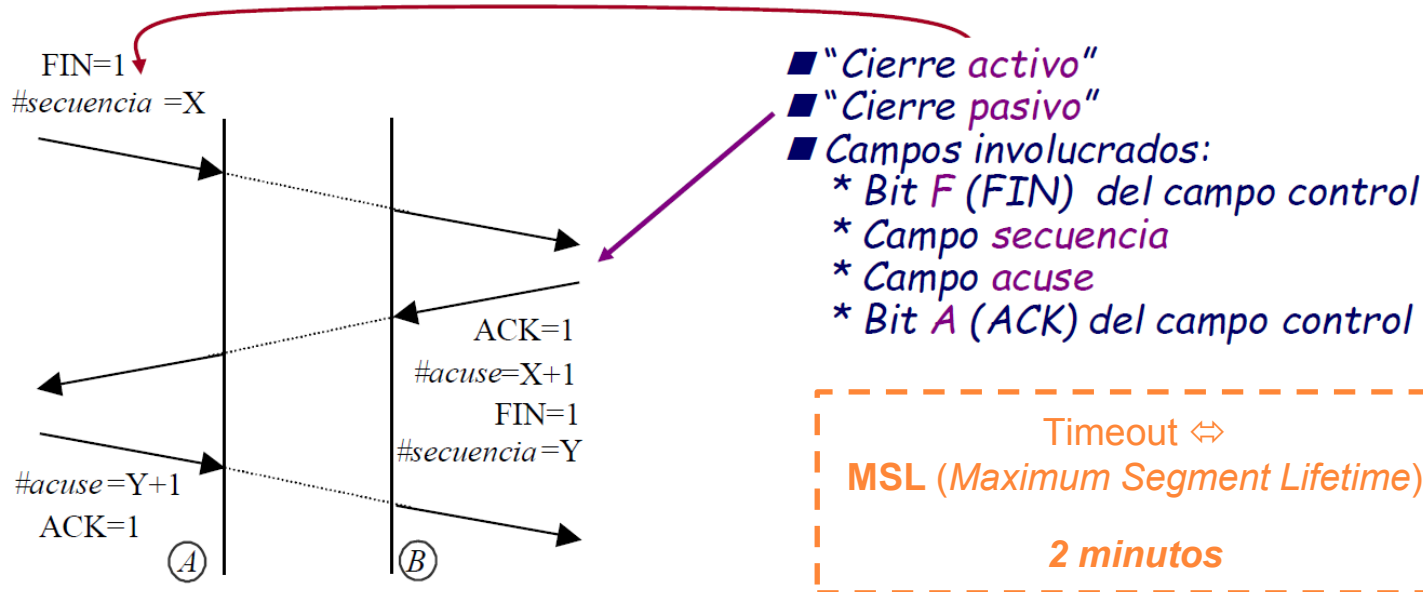 FIN=1
#secuencia =X
ACK=1
#acuse=X+1
FIN=1
#secuencia=Y
#acuse=Y+1
ACK=1
A
B
■ “Cierre activo”
■ “Cierre pasivo”
■ Campos involucrados:
* Bit F (FIN) del campo control
* Campo secuencia
* Campo acuse
* Bit A (ACK) del campo control
Timeout ⇔
MSL (Maximum Segment Lifetime)
2 minutos